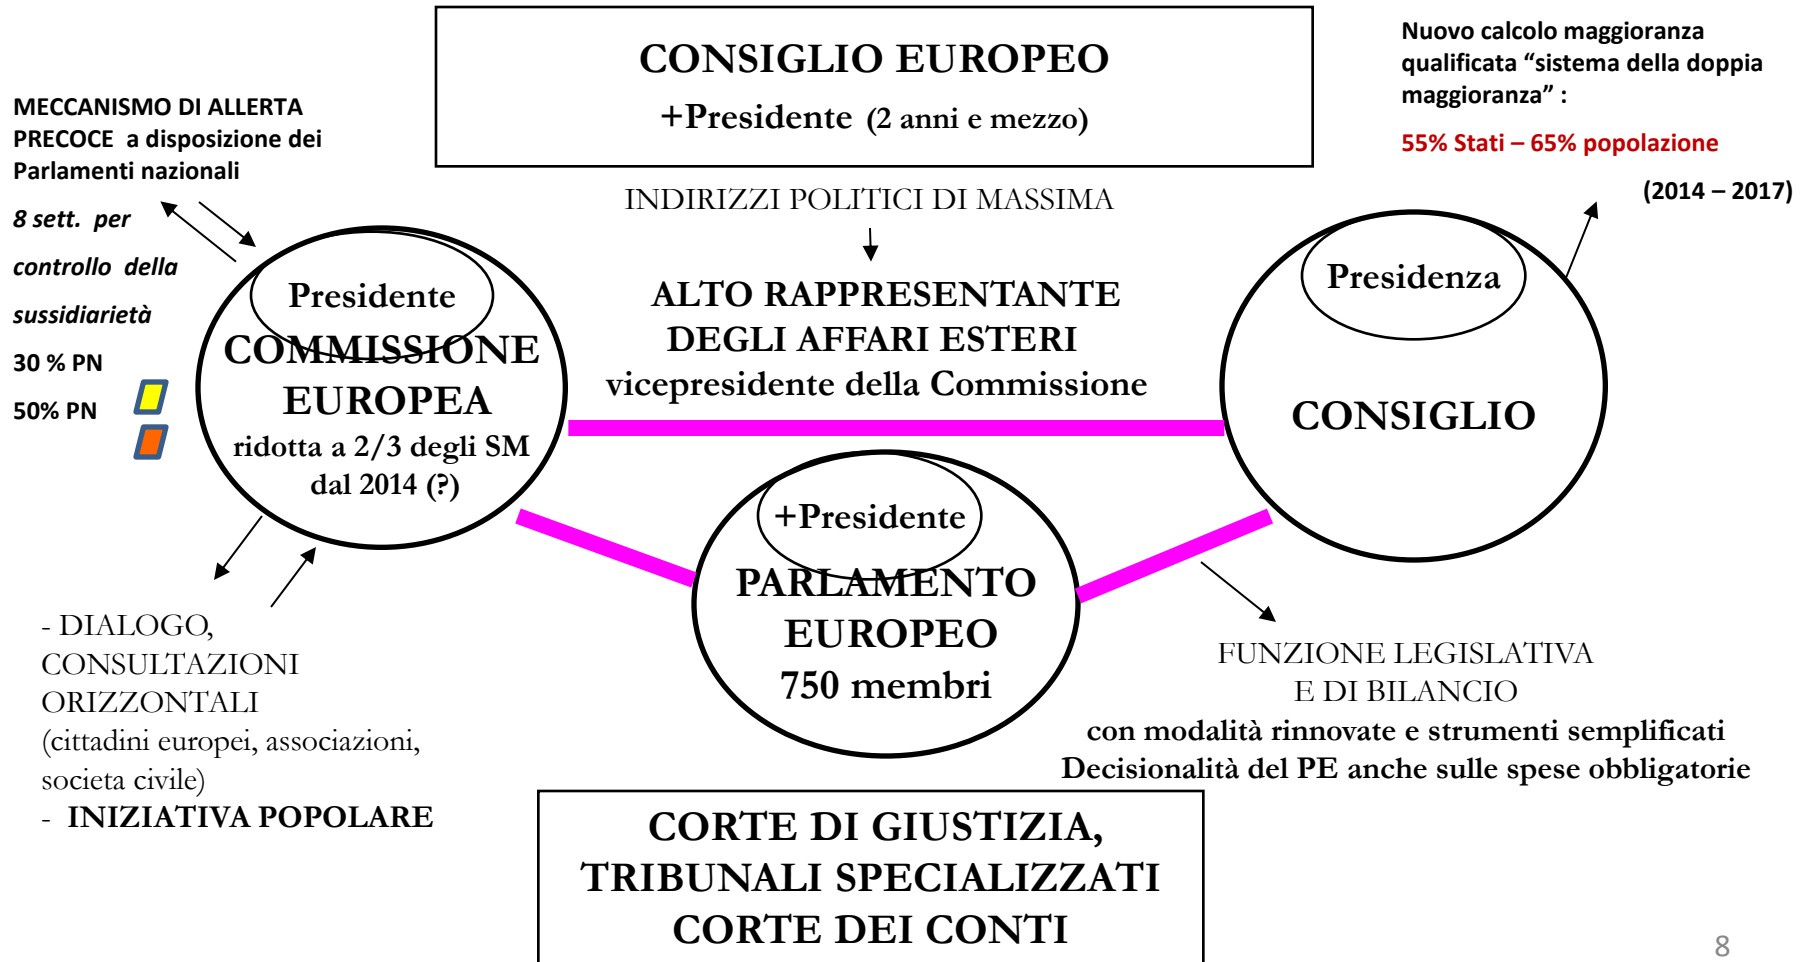 CONSIGLIO EUROPEO
+Presidente (2 anni e mezzo)
Nuovo calcolo maggioranza
qualificata “sistema della doppia
maggioranza” :
55% Stati – 65% popolazione
(2014 – 2017)
MECCANISMO DI ALLERTA
PRECOCE a disposizione dei
Parlamenti nazionali
8 sett. per
controllo della
sussidiarietà
30 % PN
50% PN
INDIRIZZI POLITICI DI MASSIMA
ALTO RAPPRESENTANTE
DEGLI AFFARI ESTERI
vicepresidente della Commissione
Presidente
COMMISSIONE
EUROPEA
ridotta a 2/3 degli SM
dal 2014 (?)
Presidenza
CONSIGLIO
+Presidente
PARLAMENTO
EUROPEO
750 membri
- DIALOGO,
CONSULTAZIONI
ORIZZONTALI
(cittadini europei, associazioni,
societa civile)
- INIZIATIVA POPOLARE
FUNZIONE LEGISLATIVA
E DI BILANCIO
con modalità rinnovate e strumenti semplificati
Decisionalità del PE anche sulle spese obbligatorie
CORTE DI GIUSTIZIA,
TRIBUNALI SPECIALIZZATI
CORTE DEI CONTI
8